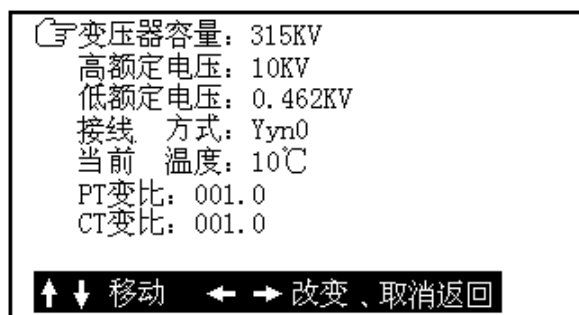 变压器容量：315KV
高额定电压：10KV
低额定电压：0.462KV
接线 方式：Yyn0
当前 温度：10℃
PT变比：001.0
CT变比：001.0
↑ ↓ 移动 ← → 改变、取消返回